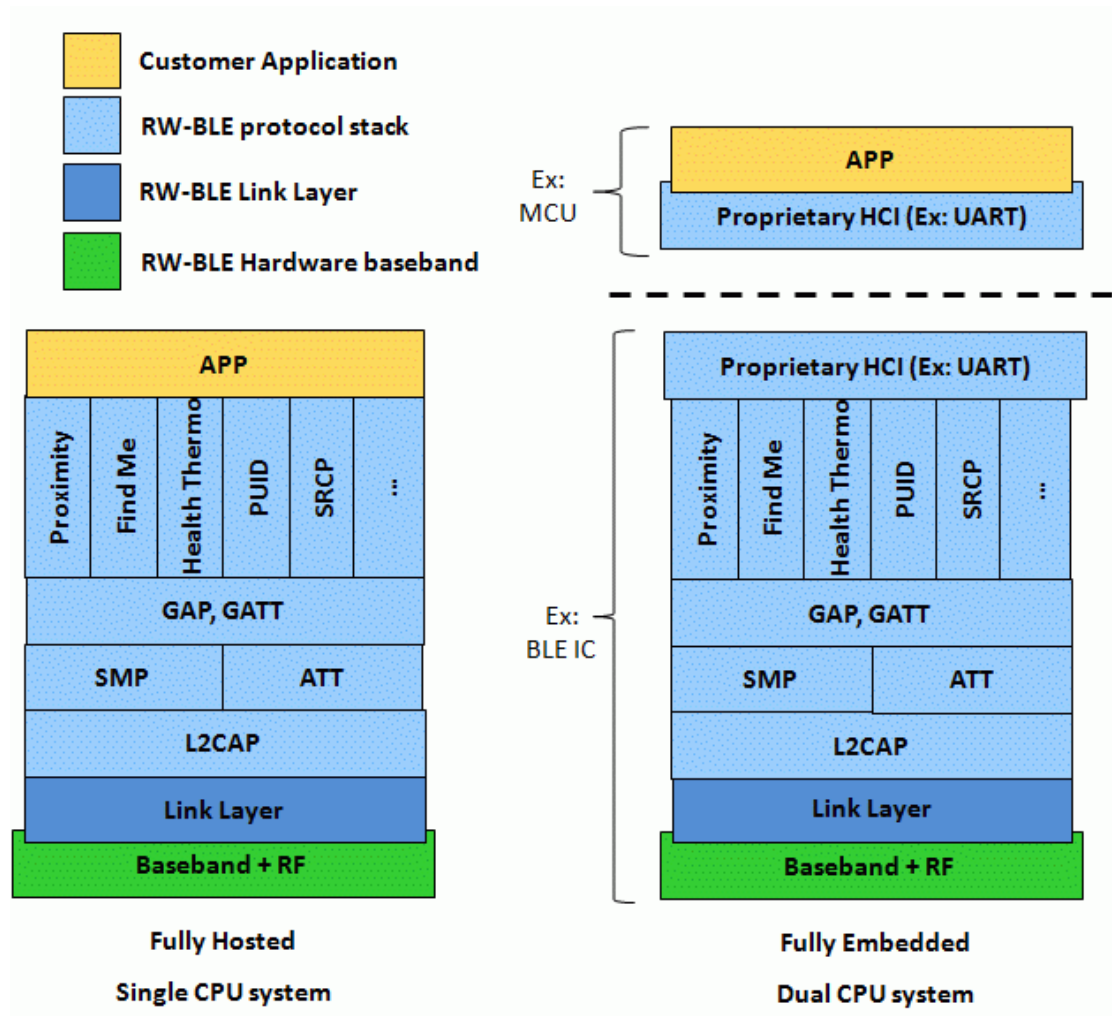 Customer Application
RW-BLE protocol stack
RW-BLE Link Layer
RW-BLE Hardware baseband
Ex:
MCU
APP
Proprietary HCI (Ex: UART)
APP
Proximity
Find Me
Health Thermo
PUID
SRCP
...
GAP, GATT
SMP
ATT
L2CAP
Link Layer
Baseband + RF
Fully Hosted
Single CPU system
Ex:
BLE IC
Proprietary HCI (Ex: UART)
Proximity
Find Me
Health Thermo
PUID
SRCP
...
GAP, GATT
SMP
ATT
L2CAP
Link Layer
Baseband + RF
Fully Embedded
Dual CPU system